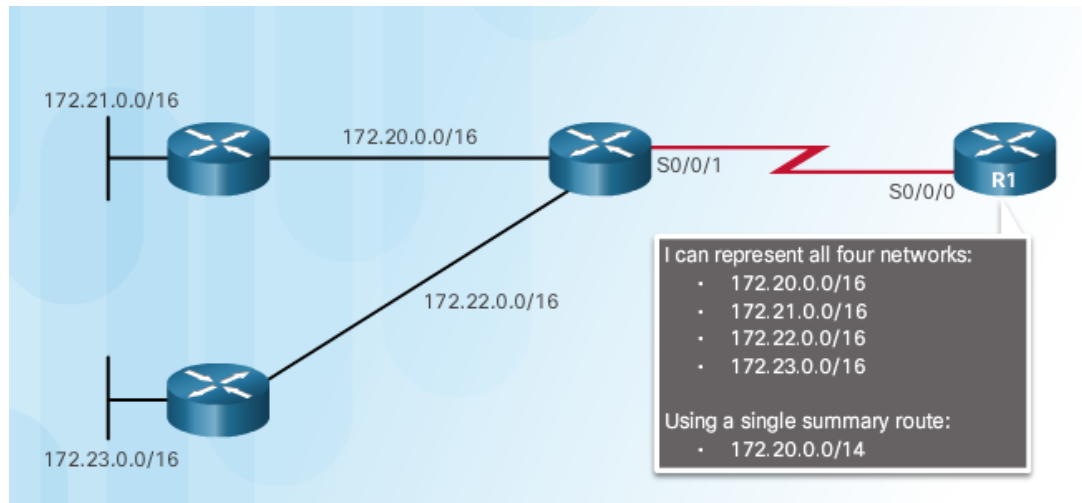 172.21.0.0/16
172.20.0.0/16
S0/0/1
S0/0/0
R1
172.22.0.0/16
172.23.0.0/16
I can represent all four networks:
· 172.20.0.0/16
· 172.21.0.0/16
· 172.22.0.0/16
· 172.23.0.0/16
Using a single summary route:
· 172.20.0.0/14